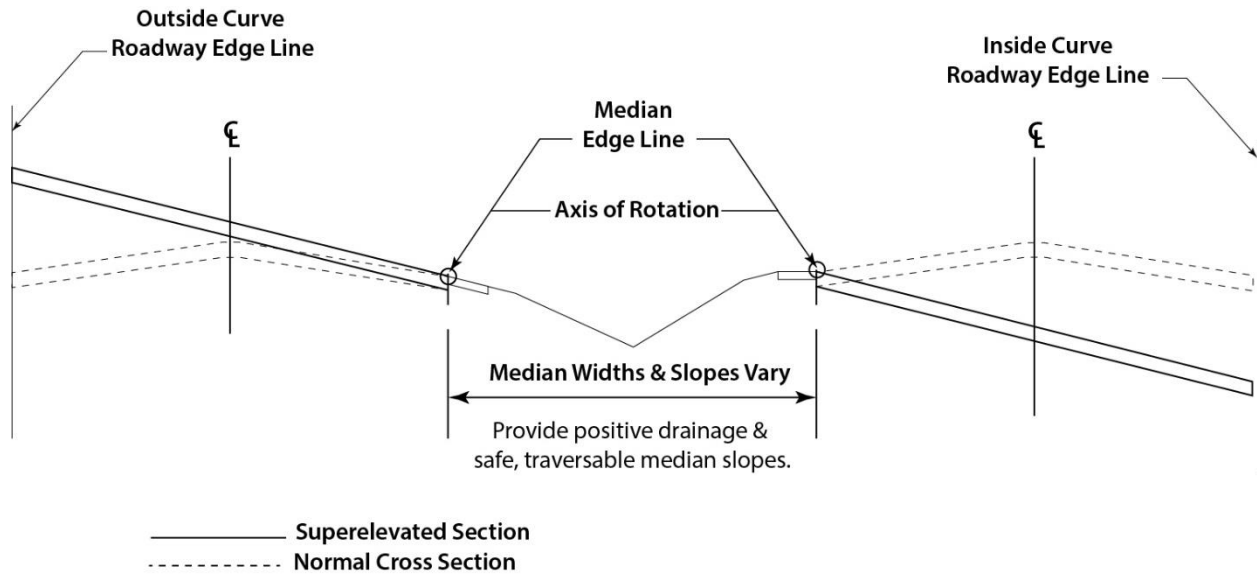 Outside Curve
Roadway Edge Line
Inside Curve
Roadway Edge Line
℄
Median
Edge Line
℄
Axis of Rotation
Median Widths & Slopes Vary
Provide positive drainage &
safe, traversable median slopes.
Superelevated Section
Normal Cross Section